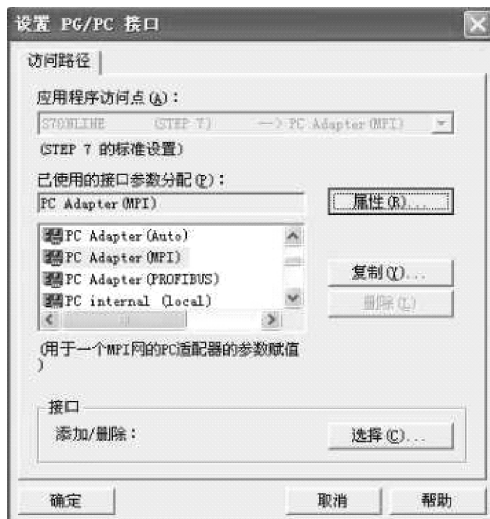 设置 PG/PC 接口
访问路径
应用程序访问点(A):
S7ONLINE (STEP 7) --> PC Adapter(MPI)
(STEP 7 的标准设置)
已使用的接口参数分配(P):
PC Adapter(MPI)
属性(R)...
PC Adapter(Auto)
PC Adapter(MPI)
PC Adapter(PROFIBUS)
PC internal (local)
复制(Y)...
删除(L)
(用于一个MPI网的PC适配器的参数赋值
)
接口
添加/删除:
选择(C)...
确定
取消
帮助